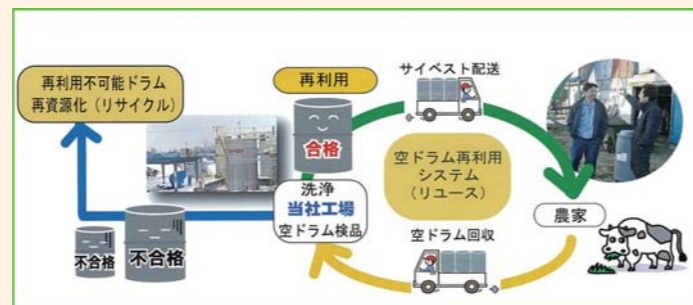 再利用不可能ドラム
再資源化（リサイクル）
再利用
サイベスト配送
合格
空ドラム再利用
システム
（リユース）
洗浄
当社工場
空ドラム検品
農家
不合格
不合格
空ドラム回収